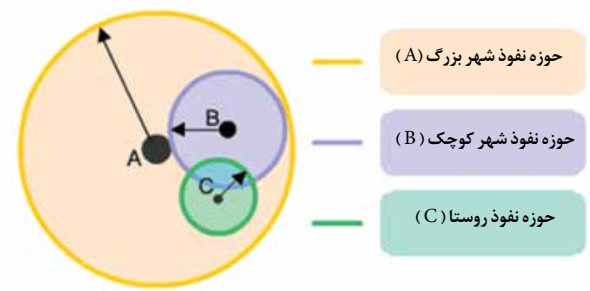 حوزه نفوذ شهر بزرگ (A)
B
حوزه نفوذ شهر کوچک (B)
A
C
حوزه نفوذ روستا (C)